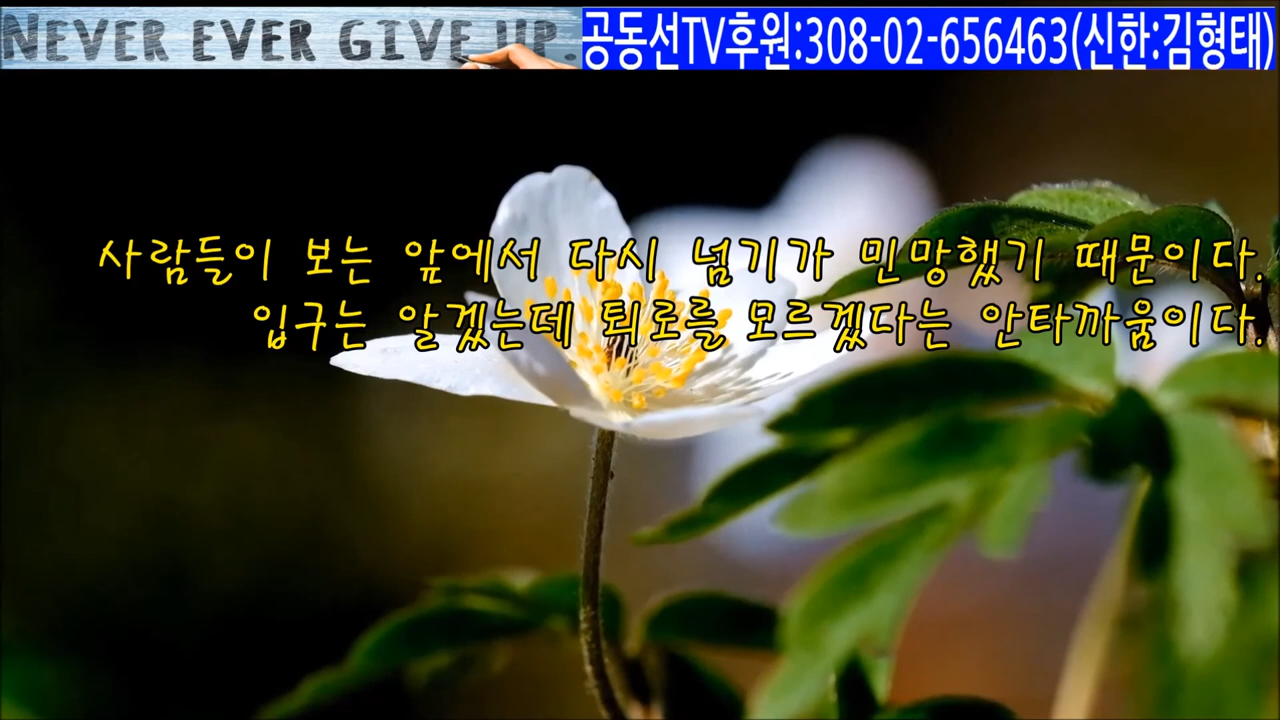 NEVER EVER GIVE UP.
공동선TV후원:308-02-656463(신한:김형태)
사람들이 보는 앞에서 다시 넘기가 민망했기 때문이다.
입구는 알겠는데 퇴로를 모르겠다는 안타까움이다.